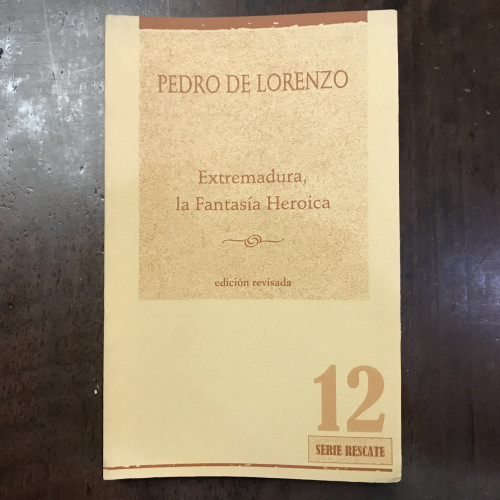 PEDRO DE LORENZO
Extremadura,
la Fantasía Heroica
edición revisada
12
SERIE RESCATE